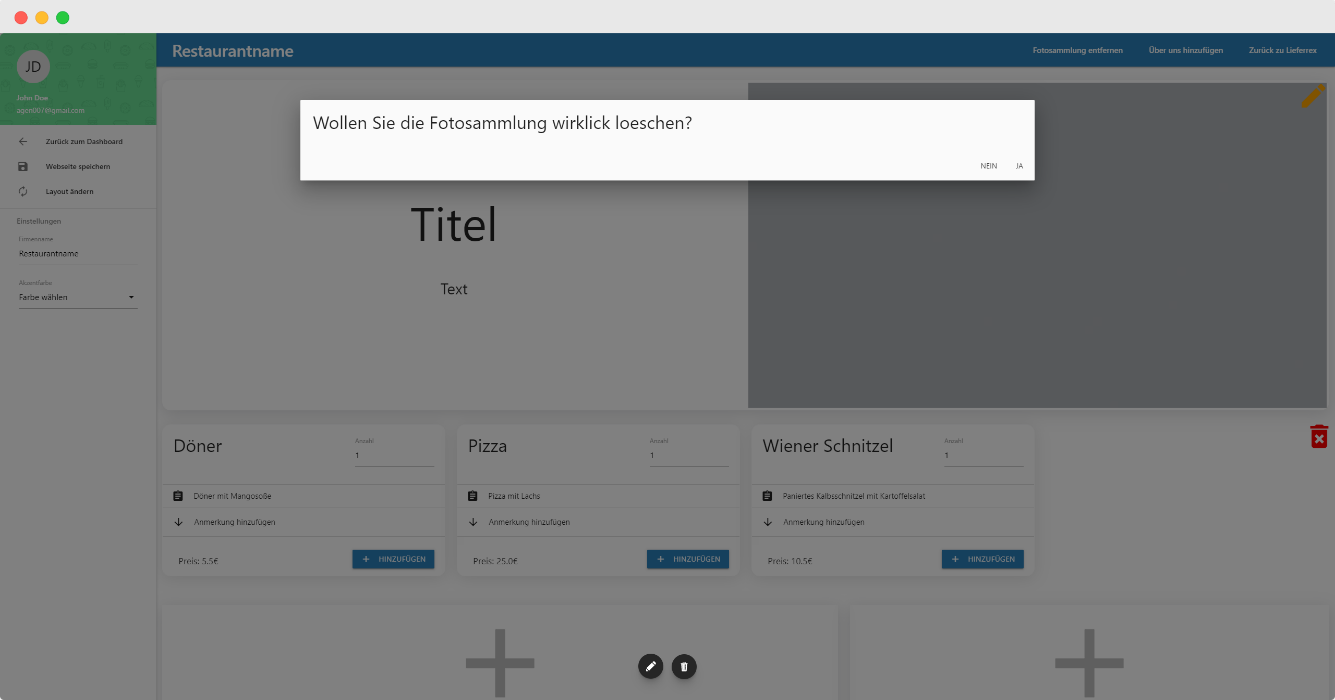 Restaurantname
Fotosammlung entfernen
Über uns hinzufügen
Zurück zu Lieferrex
JD
John Doe
agon007@gmail.com
Zurück zum Dashboard
Webseite speichern
Layout ändern
Einstellungen
Firmenname
Restaurantname
Akzentfarbe
Farbe wählen
Wollen Sie die Fotosammlung wirklick loeschen?
NEIN
JA
Titel
Text
Döner
Anzahl
1
Döner mit Mangosoße
Anmerkung hinzufügen
Preis: 5.5€
HINZUFÜGEN
Pizza
Anzahl
1
Pizza mit Lachs
Anmerkung hinzufügen
Preis: 25.0€
HINZUFÜGEN
Wiener Schnitzel
Anzahl
1
Paniertes Kalbsschnitzel mit Kartoffelsalat
Anmerkung hinzufügen
Preis: 10.5€
HINZUFÜGEN